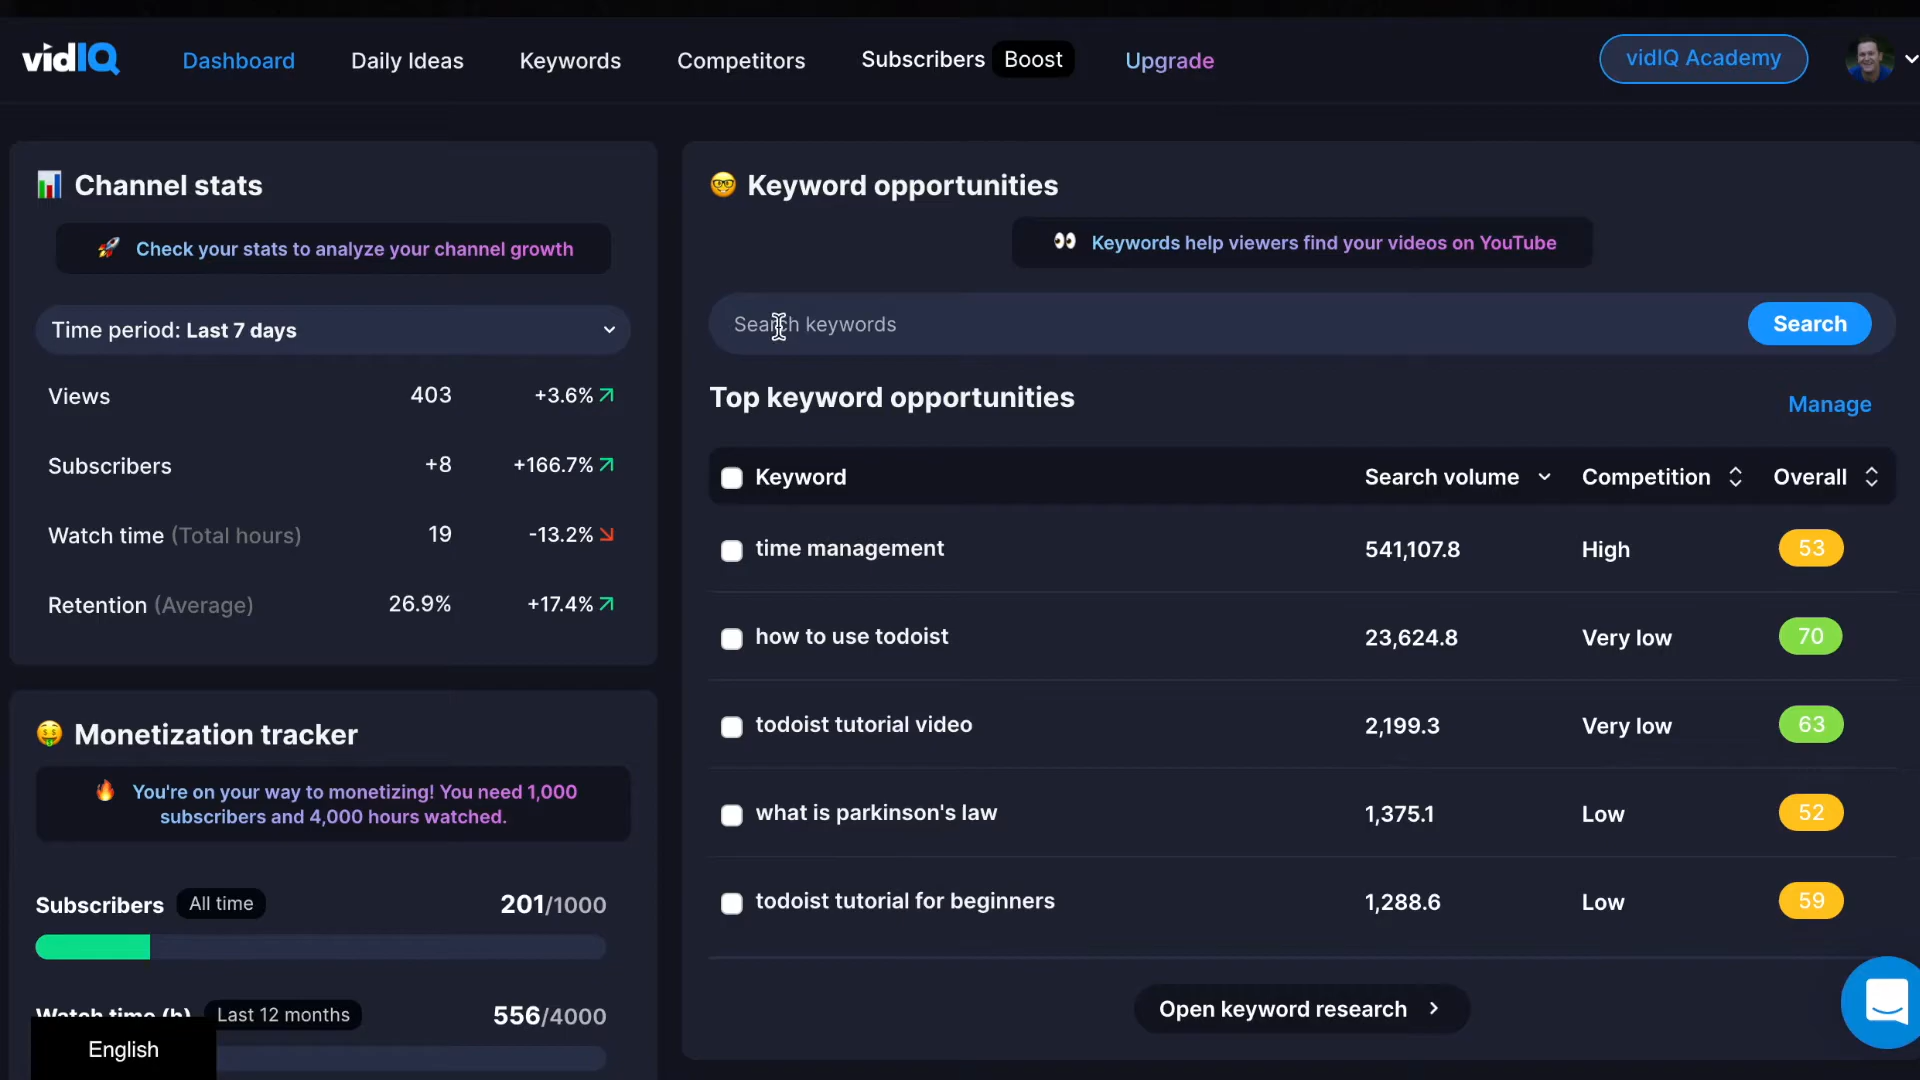 vidIQ
Dashboard
Daily Ideas
Keywords
Competitors
Subscribers Boost
Upgrade
vidIQ Academy
Channel stats
Check your stats to analyze your channel growth
Time period: Last 7 days
Views 403 +3.6%
Subscribers +8 +166.7%
Watch time (Total hours) 19 -13.2%
Retention (Average) 26.9% +17.4%
Monetization tracker
You're on your way to monetizing! You need 1,000
subscribers and 4,000 hours watched.
Subscribers All time 201/1000
Watch time (h) Last 12 months 556/4000
English
Keyword opportunities
Keywords help viewers find your videos on YouTube
Search keywords
Search
Top keyword opportunities
Manage
Keyword Search volume Competition Overall
time management 541,107.8 High 53
how to use todoist 23,624.8 Very low 70
todoist tutorial video 2,199.3 Very low 63
what is parkinson's law 1,375.1 Low 52
todoist tutorial for beginners 1,288.6 Low 59
Open keyword research